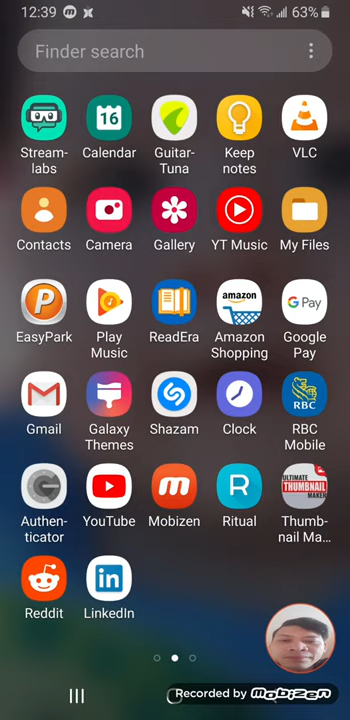 12:39
63%
Finder search
Stream-
labs
16
Calendar
Guitar-
Tuna
Keep
notes
VLC
Contacts
Camera
Gallery
YT Music
My Files
P
EasyPark
Play
Music
ReadEra
amazon
Amazon
Shopping
G Pay
Google
Pay
Gmail
Galaxy
Themes
Shazam
Clock
RBC
RBC
Mobile
Authen-
ticator
YouTube
m
Mobizen
R
Ritual
ULTIMATE
THUMBNAIL
MAKER
Thumb-
nail Ma...
Reddit
in
LinkedIn
Recorded by mobizen